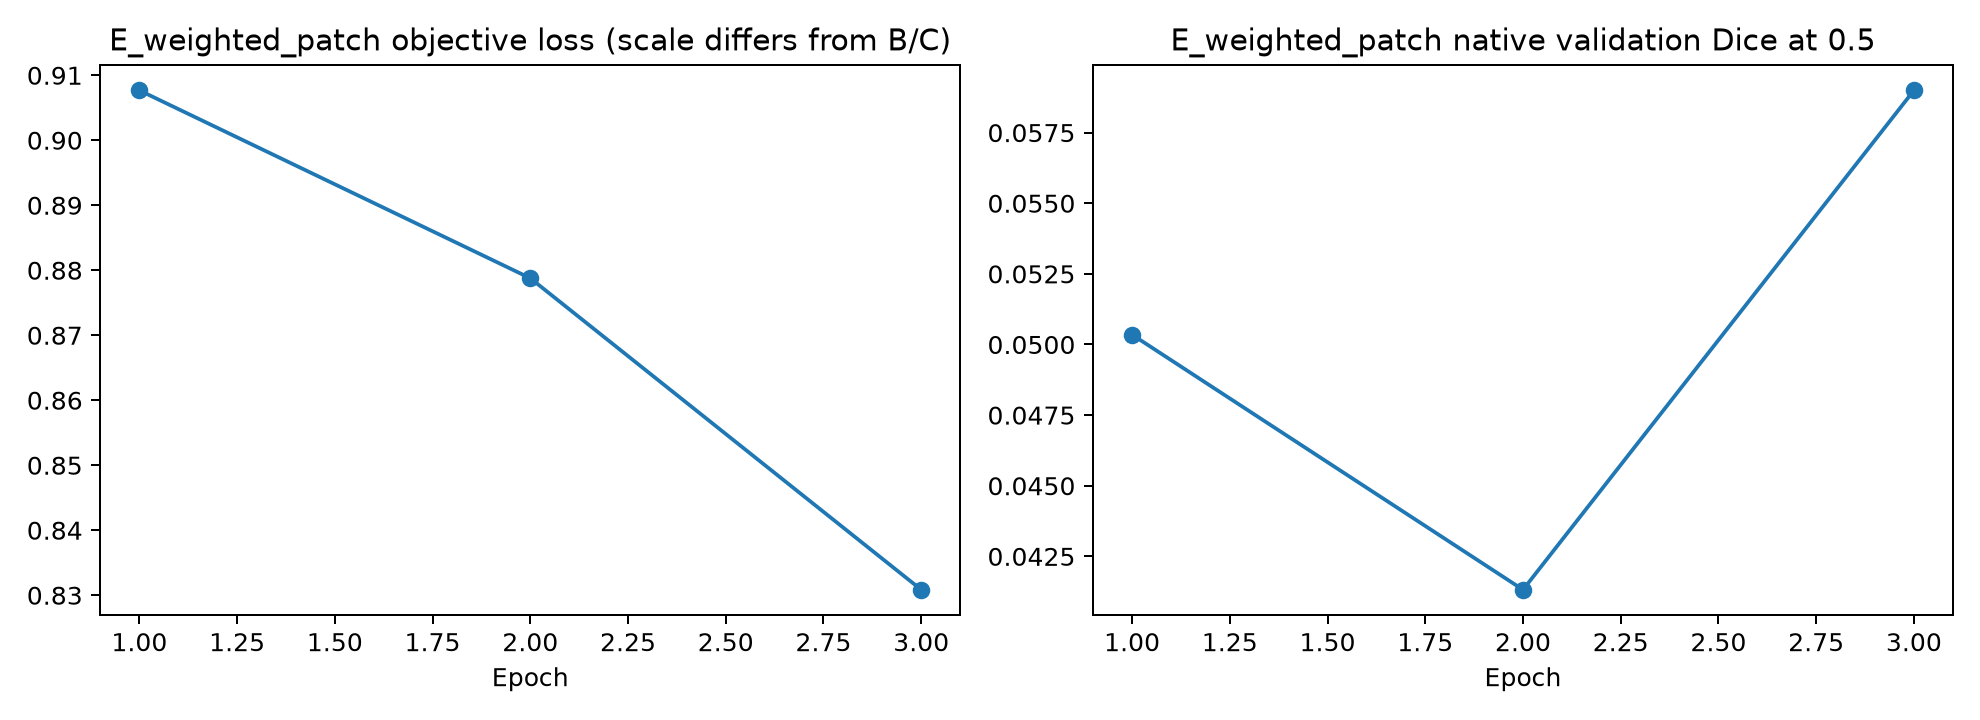 E_weighted_patch objective loss (scale differs from B/C)
0.91
0.90
0.89
0.88
0.87
0.86
0.85
0.84
0.83
1.00 1.25 1.50 1.75 2.00 2.25 2.50 2.75 3.00
Epoch
E_weighted_patch native validation Dice at 0.5
0.0575
0.0550
0.0525
0.0500
0.0475
0.0450
0.0425
1.00 1.25 1.50 1.75 2.00 2.25 2.50 2.75 3.00
Epoch